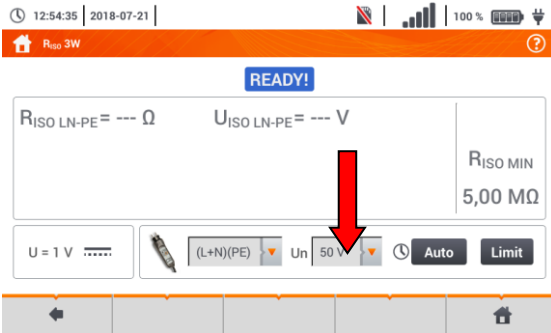 12:54:35 2018-07-21 100 %
RISO 3W ?
READY!
RISO LN-PE= --- Ω UISO LN-PE= --- V
RISO MIN
5,00 MΩ
U = 1 V (L+N)(PE) Un 50 V Auto Limit